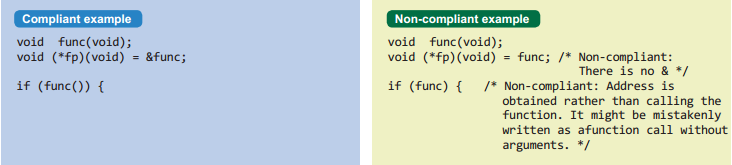 Compliant example
void  func(void);
void (*fp)(void) = &func;
if (func()) {
Non-compliant example
void  func(void);
void (*fp)(void) = func; /* Non-compliant:
There is no & */
if (func) {   /* Non-compliant: Address is
obtained rather than calling the
function. It might be mistakenly
written as afunction call without
arguments. */